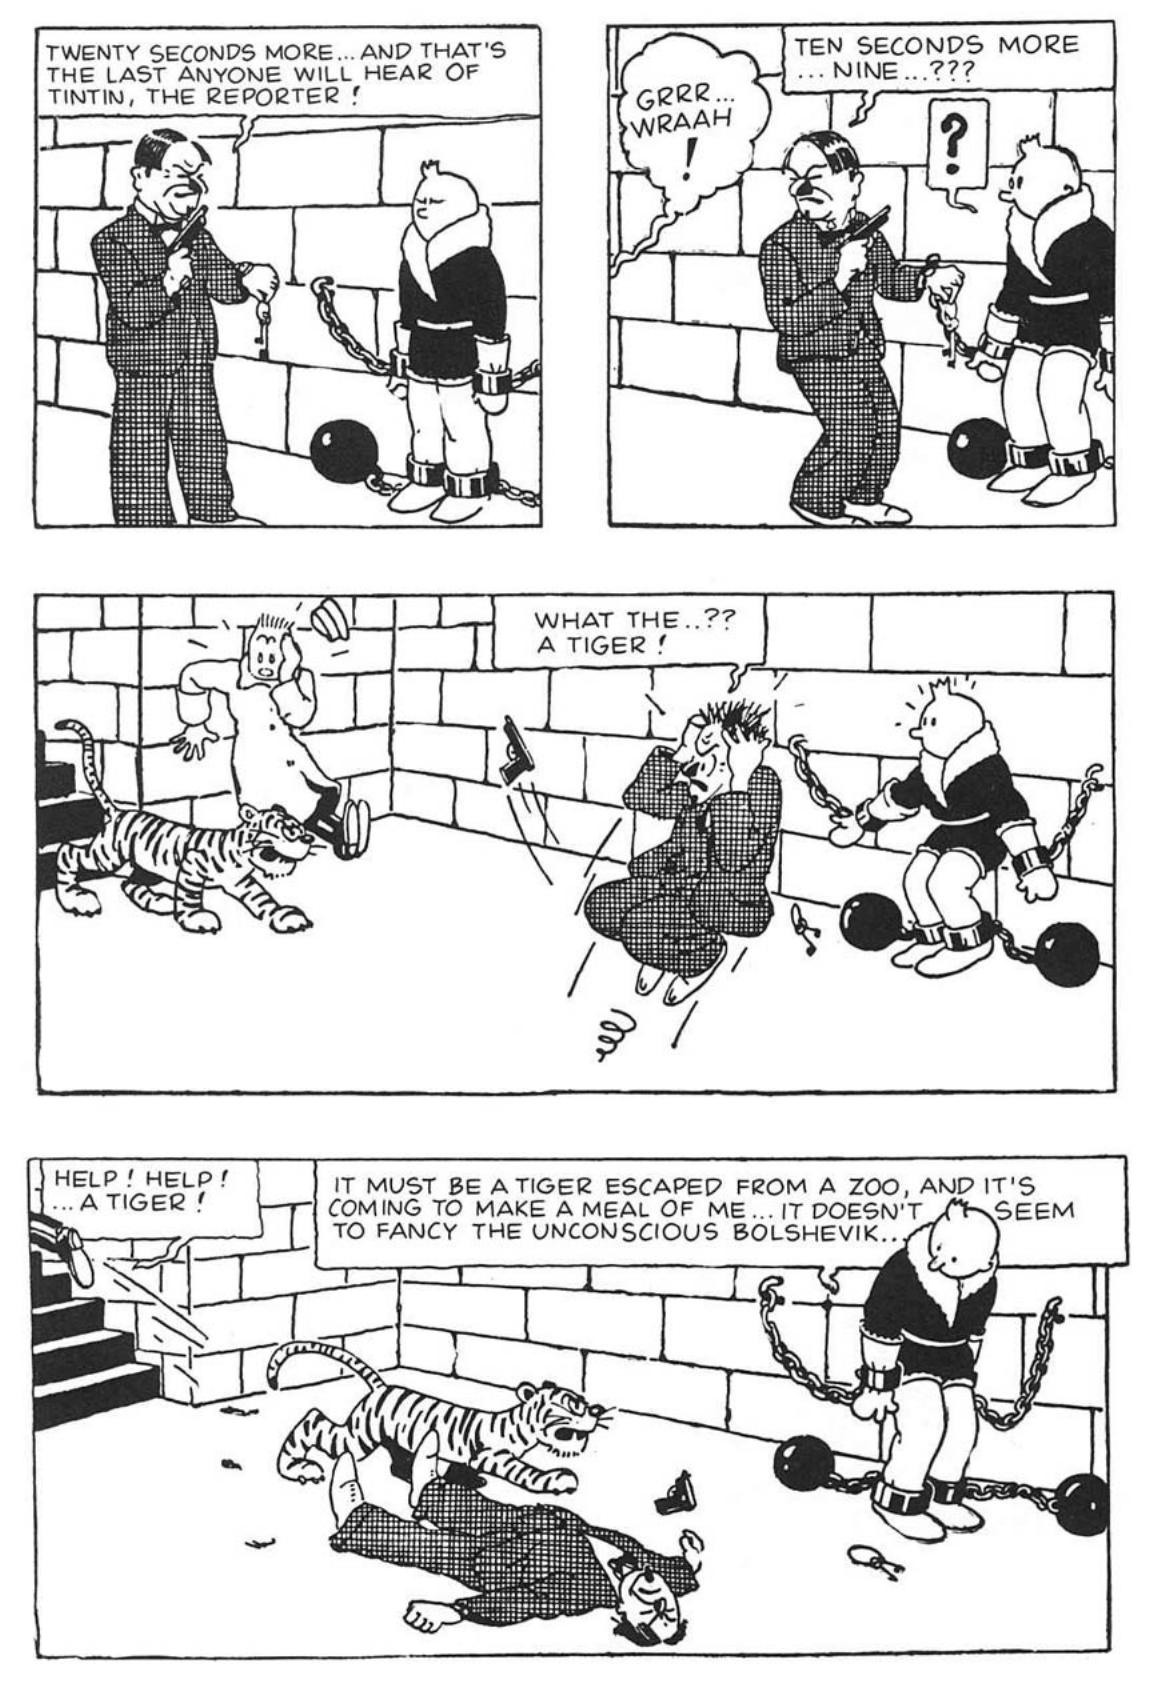 TWENTY SECONDS MORE... AND THAT'S
THE LAST ANYONE WILL HEAR OF
TINTIN, THE REPORTER!
GRRR...
WRAAH
!
TEN SECONDS MORE
... NINE...???
?
WHAT THE..??
A TIGER!
HELP! HELP!
...A TIGER!
IT MUST BE A TIGER ESCAPED FROM A ZOO, AND IT'S
COMING TO MAKE A MEAL OF ME... IT DOESN'T SEEM
TO FANCY THE UNCONSCIOUS BOLSHEVIK...